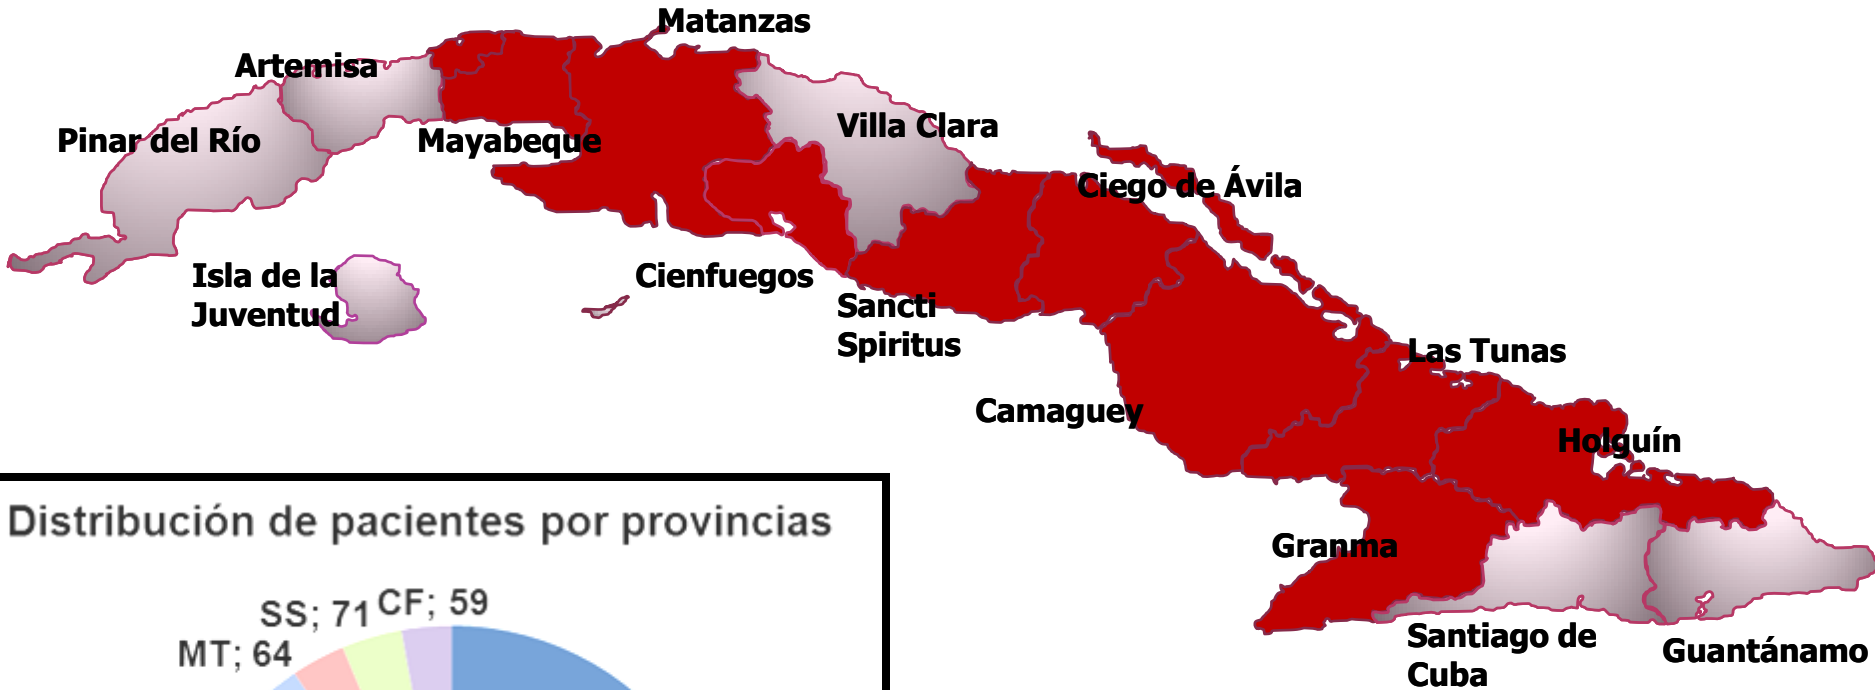 Matanzas
Artemisa
Pinar del Río
Mayabeque
Villa Clara
Ciego de Ávila
Isla de la
Juventud
Cienfuegos
Sancti
Spiritus
Las Tunas
Camaguey
Holguín
Granma
Santiago de
Cuba
Guantánamo
Distribución de pacientes por provincias
SS; 71
CF; 59
MT; 64